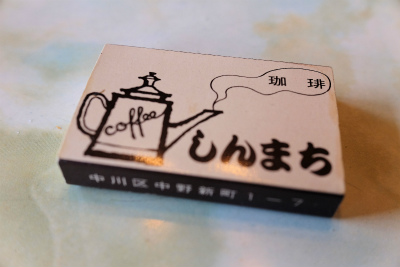 珈琲
coffee
しんまち
中川区中野新町1-7